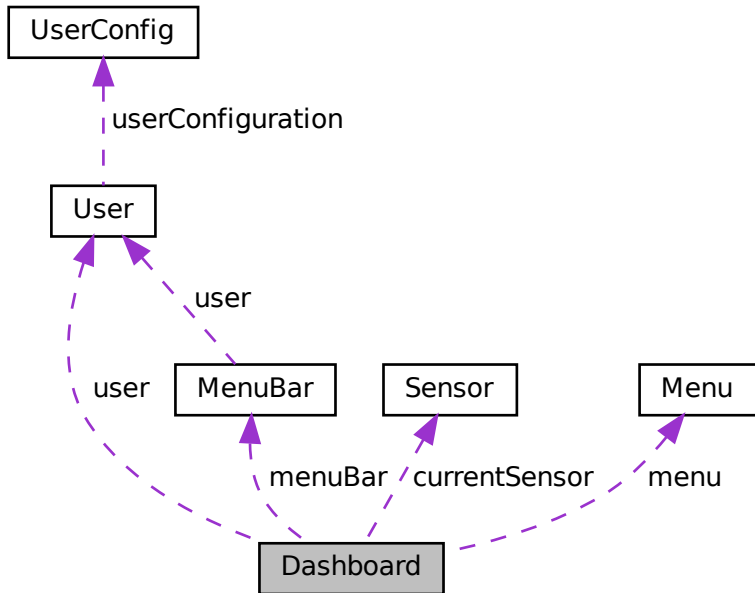 UserConfig
userConfiguration
User
user
user
MenuBar
Sensor
Menu
menuBar
currentSensor
menu
Dashboard